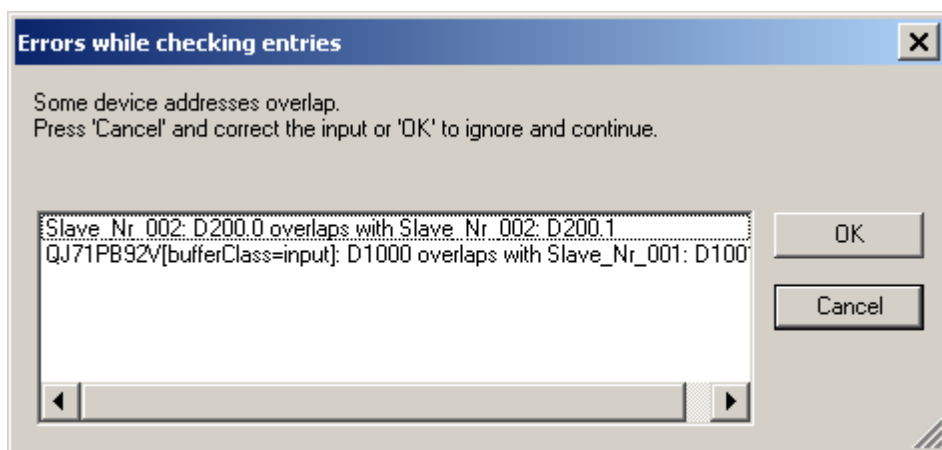 Errors while checking entries
Some device addresses overlap.
Press 'Cancel' and correct the input or 'OK' to ignore and continue.
Slave_Nr_002: D200.0 overlaps with Slave_Nr_002: D200.1
QJ71PB92V[bufferClass=input]: D1000 overlaps with Slave_Nr_001:
OK
Cancel